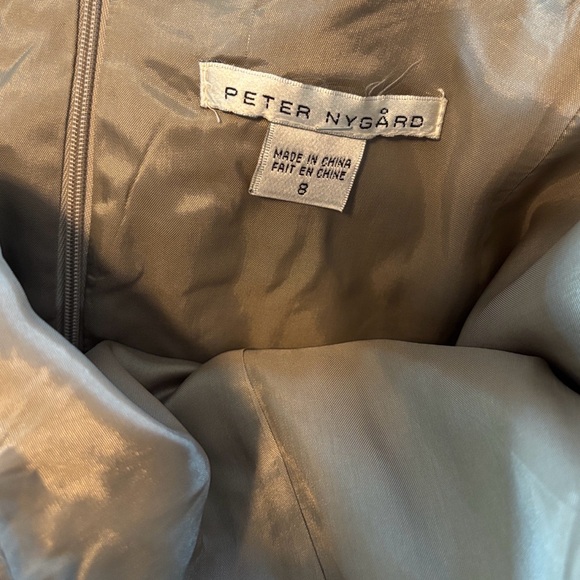 PETER NYGÅRD
MADE IN CHINA
FAIT EN CHINE
8